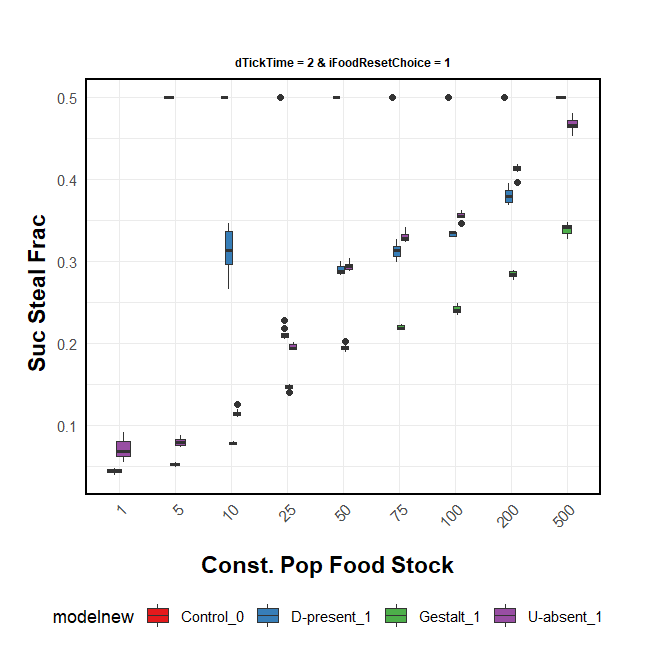 dTickTime = 2 & iFoodResetChoice = 1
Suc Steal Frac
0.5
0.4
0.3
0.2
0.1
1 5 10 25 50 75 100 200 500
Const. Pop Food Stock
modelnew Control_0 D-present_1 Gestalt_1 U-absent_1